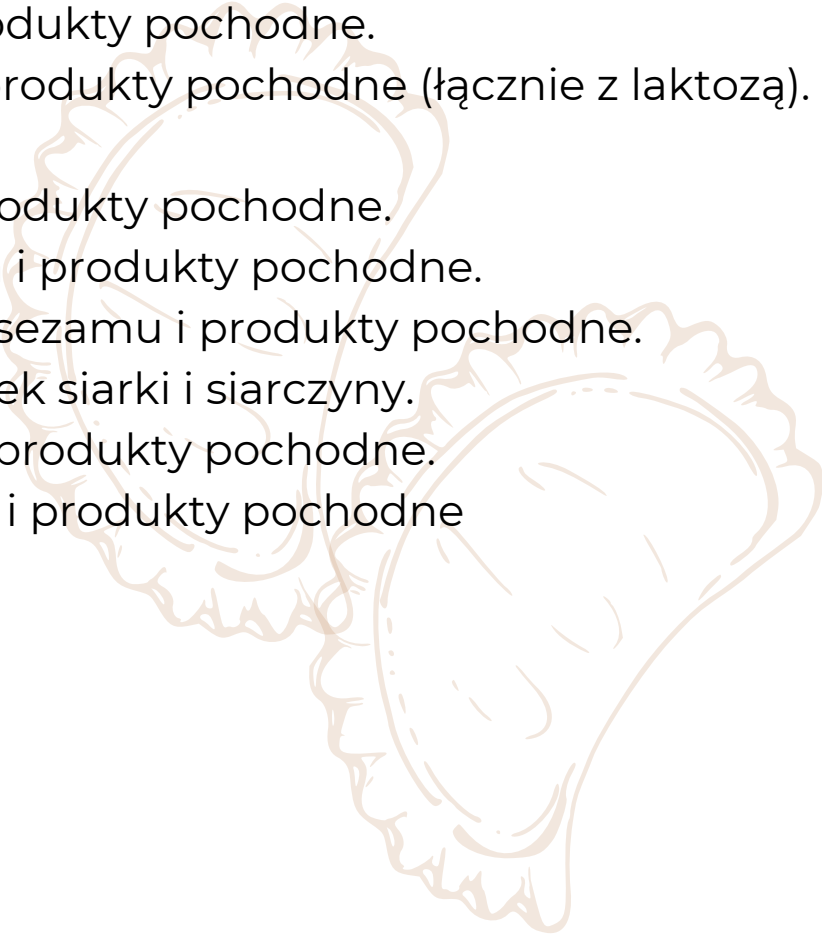 odukty pochodne.
produkty pochodne (łącznie z laktozą).
odukty pochodne.
i produkty pochodne.
sezamu i produkty pochodne.
ek siarki i siarczyny.
produkty pochodne.
i produkty pochodne